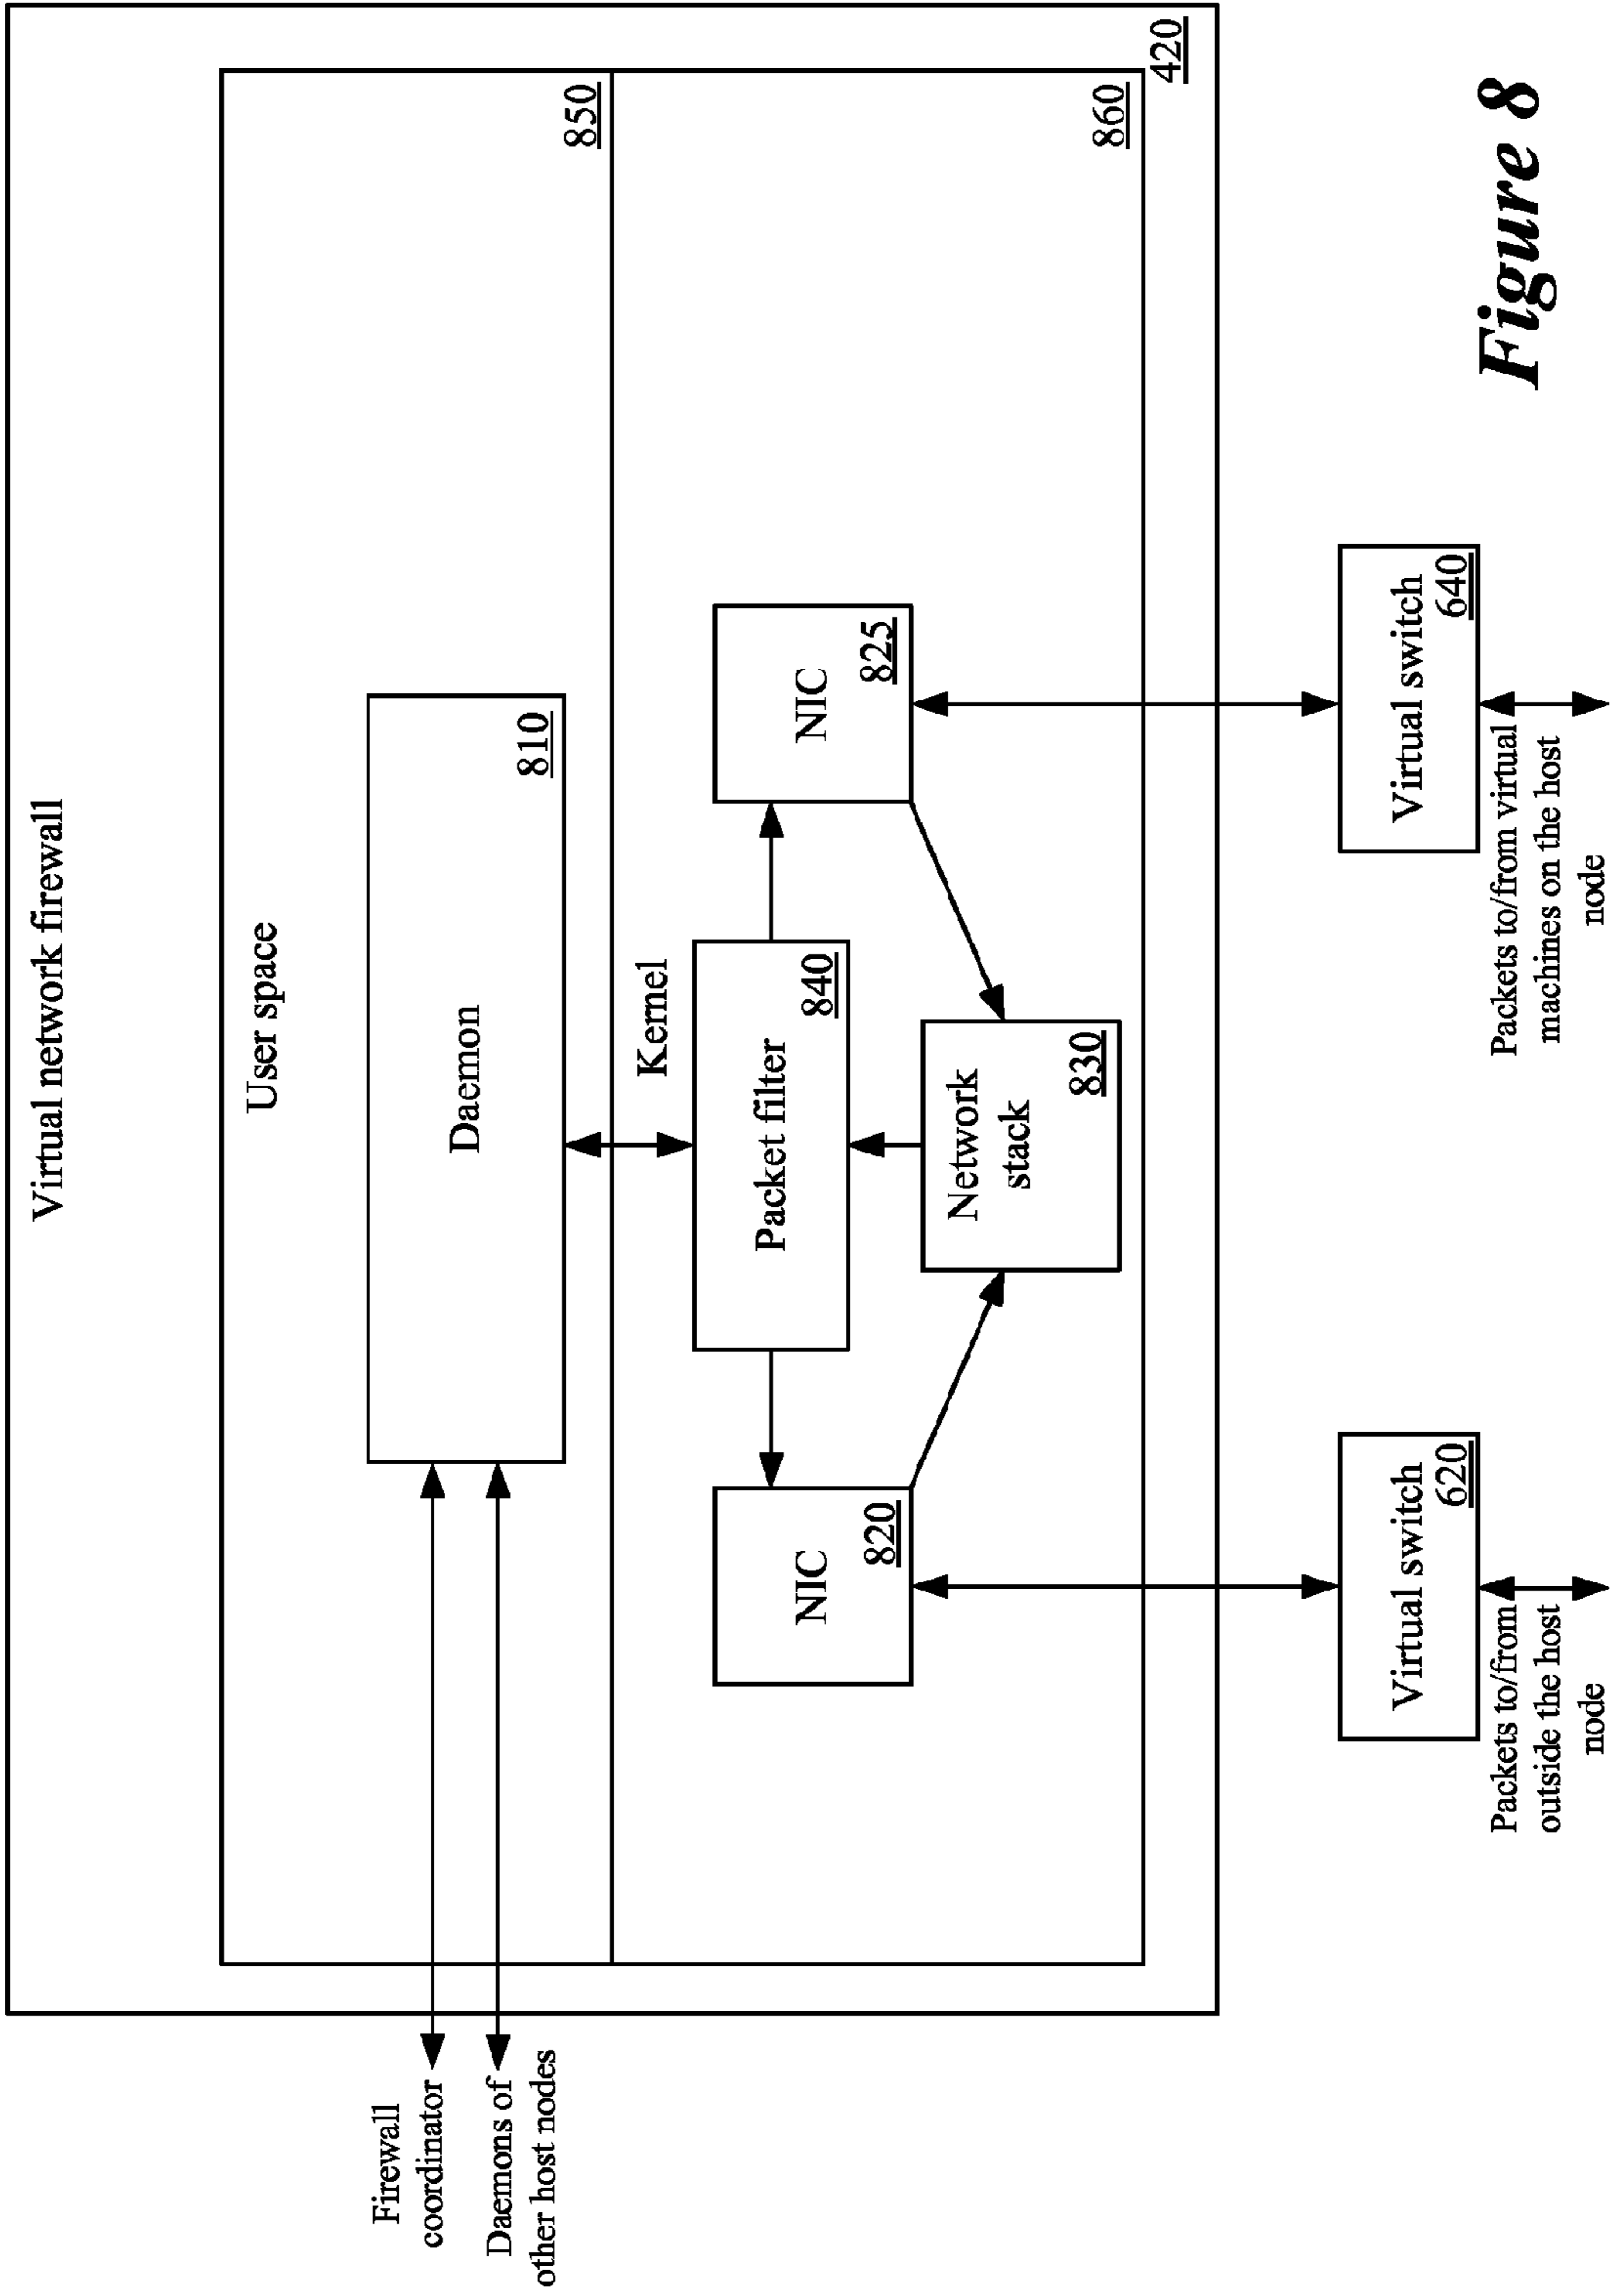 Virtual network firewall
User space
Firewall
coordinator
Daemons of
other host nodes
Daemon
810
850
Kernel
Packet filter
840
NIC
820
NIC
825
Network
stack
830
860
420
Virtual switch
620
Virtual switch
640
Packets to/from
outside the host
node
Packets to/from virtual
machines on the host
node
Figure 8